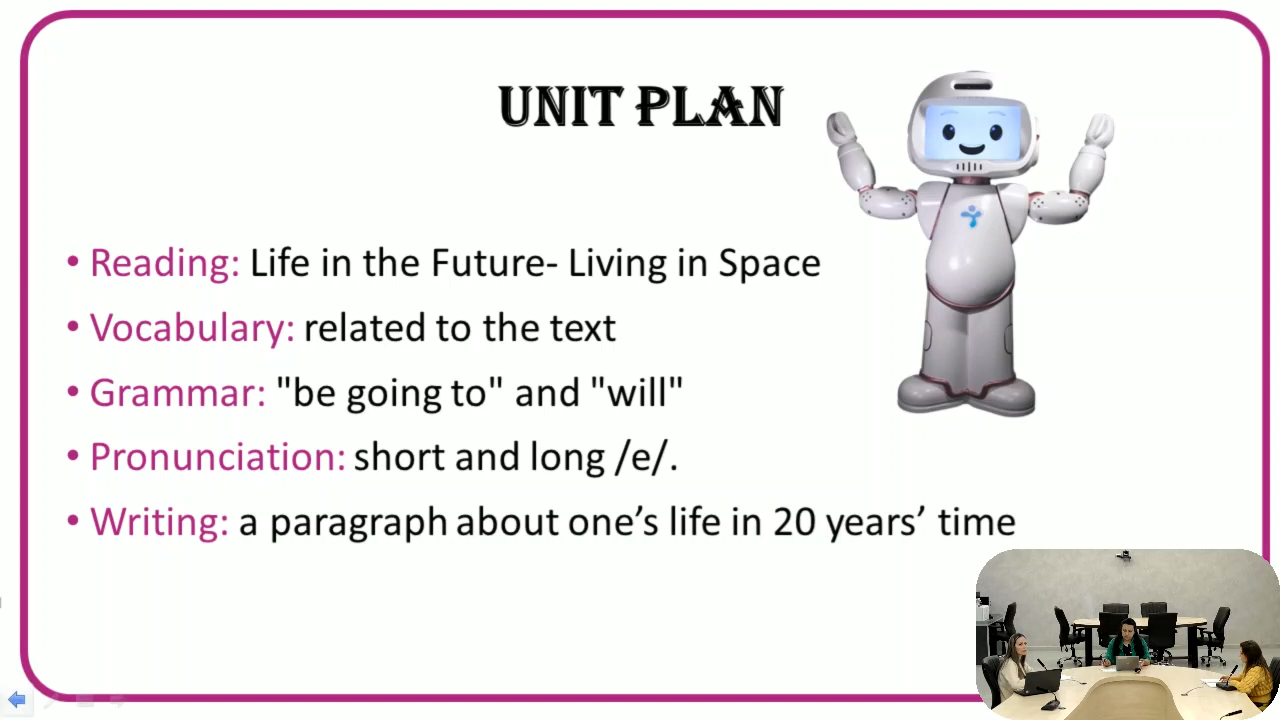 UNIT PLAN
• Reading: Life in the Future- Living in Space
• Vocabulary: related to the text
• Grammar: "be going to" and "will"
• Pronunciation: short and long /e/.
• Writing: a paragraph about one’s life in 20 years’ time